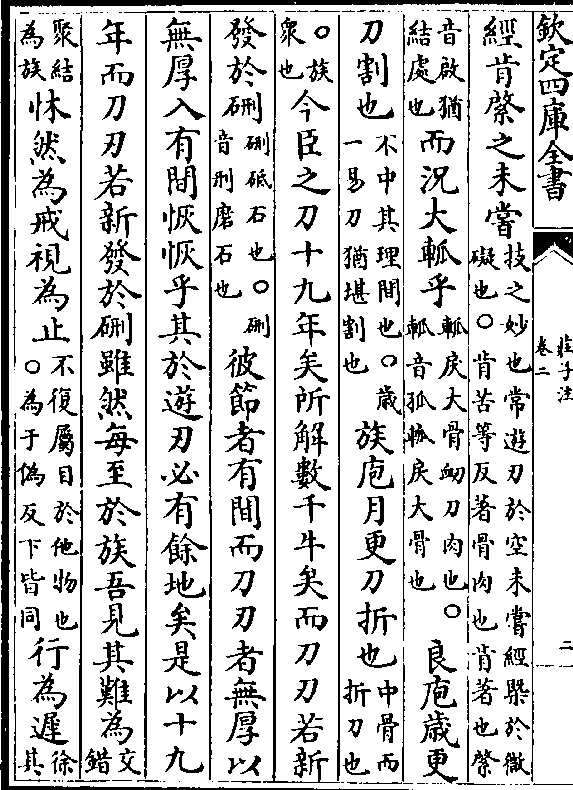 欽定四庫全書 莊子注 卷二 二
經肯綮之未嘗技之妙也常遊刃於空未嘗經槩於微礙也○肯苦等反著骨肉也肯著也綮
音啟猶結處也而況大軱乎軱戾大骨衂刀肉也○軱音狐軱戾大骨也良庖歳更
刀割也不中其理間也○歳一易刀猶堪割也族庖月更刀折也中骨而折刀也
○族衆也今臣之刀十九年矣所解數千牛矣而刀刃若新
發於硎硎砥石也○硎音刑磨石也彼節者有間而刀刃者無厚以
無厚入有間恢恢乎其於遊刃必有餘地矣是以十九
年而刀刃若新發於硎雖然每至於族吾見其難為交錯
聚結為族怵然為戒視為止不復屬目於他物也○為于偽反下皆同行為遲徐其